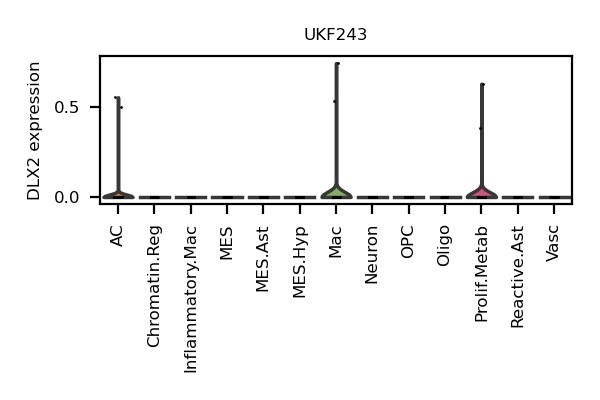 UKF243
DLX2 expression
0.5
0.0
AC
Chromatin.Reg
Inflammatory.Mac
MES
MES.Ast
MES.Hyp
Mac
Neuron
OPC
Oligo
Prolif.Metab
Reactive.Ast
Vasc